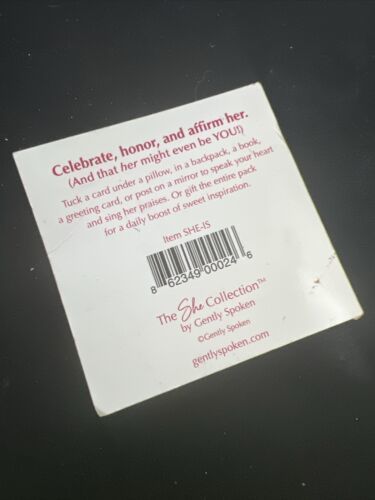 Celebrate, honor, and affirm her.
(And that her might even be YOU!)
Tuck a card under a pillow, in a backpack, a book,
a greeting card, or post on a mirror to speak your heart
and sing her praises. Or gift the entire pack
for a daily boost of sweet inspiration.
Item SHE-IS
8 62349 00024 6
The She Collection™
by Gently Spoken
©Gently Spoken
gentlyspoken.com